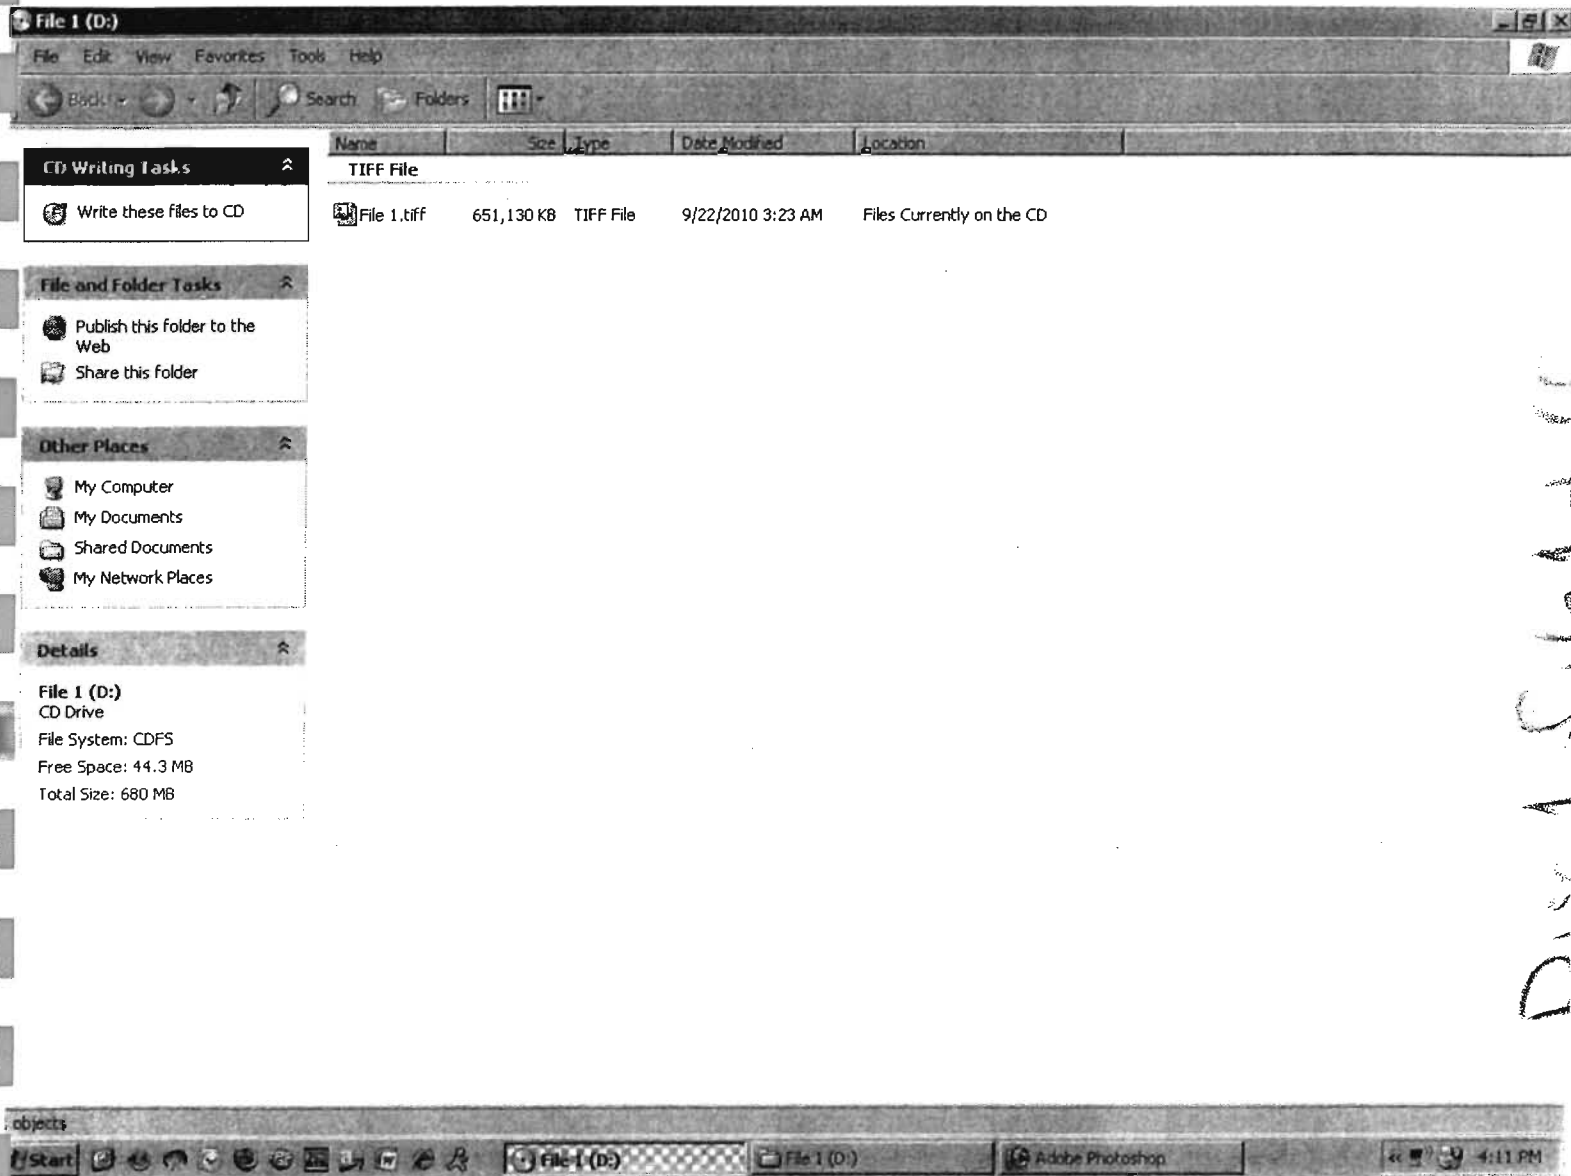 File 1 (D:)
File Edit View Favorites Tools Help
Back Search Folders
Name Size Type Date Modified Location
CD Writing Tasks
Write these files to CD
TIFF File
File 1.tiff 651,130 KB TIFF File 9/22/2010 3:23 AM Files Currently on the CD
File and Folder Tasks
Publish this folder to the
Web
Share this folder
Other Places
My Computer
My Documents
Shared Documents
My Network Places
Details
File 1 (D:)
CD Drive
File System: CDFS
Free Space: 44.3 MB
Total Size: 680 MB
objects
Start File 1 (D:) File 1 (D:) Adobe Photoshop 4:11 PM